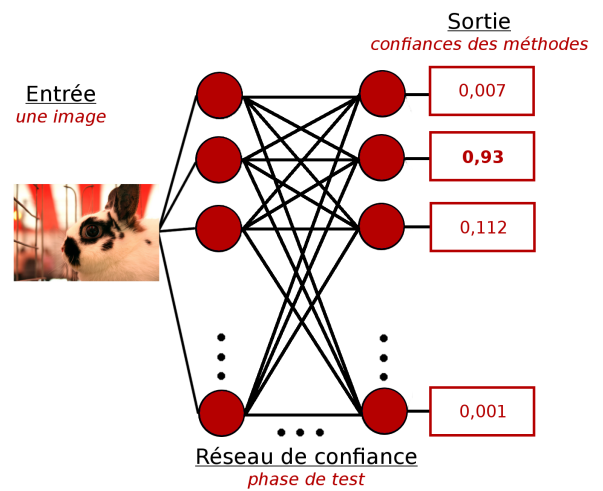 Sortie
confiances des méthodes
Entrée
une image
0,007
0,93
0,112
0,001
Réseau de confiance
phase de test